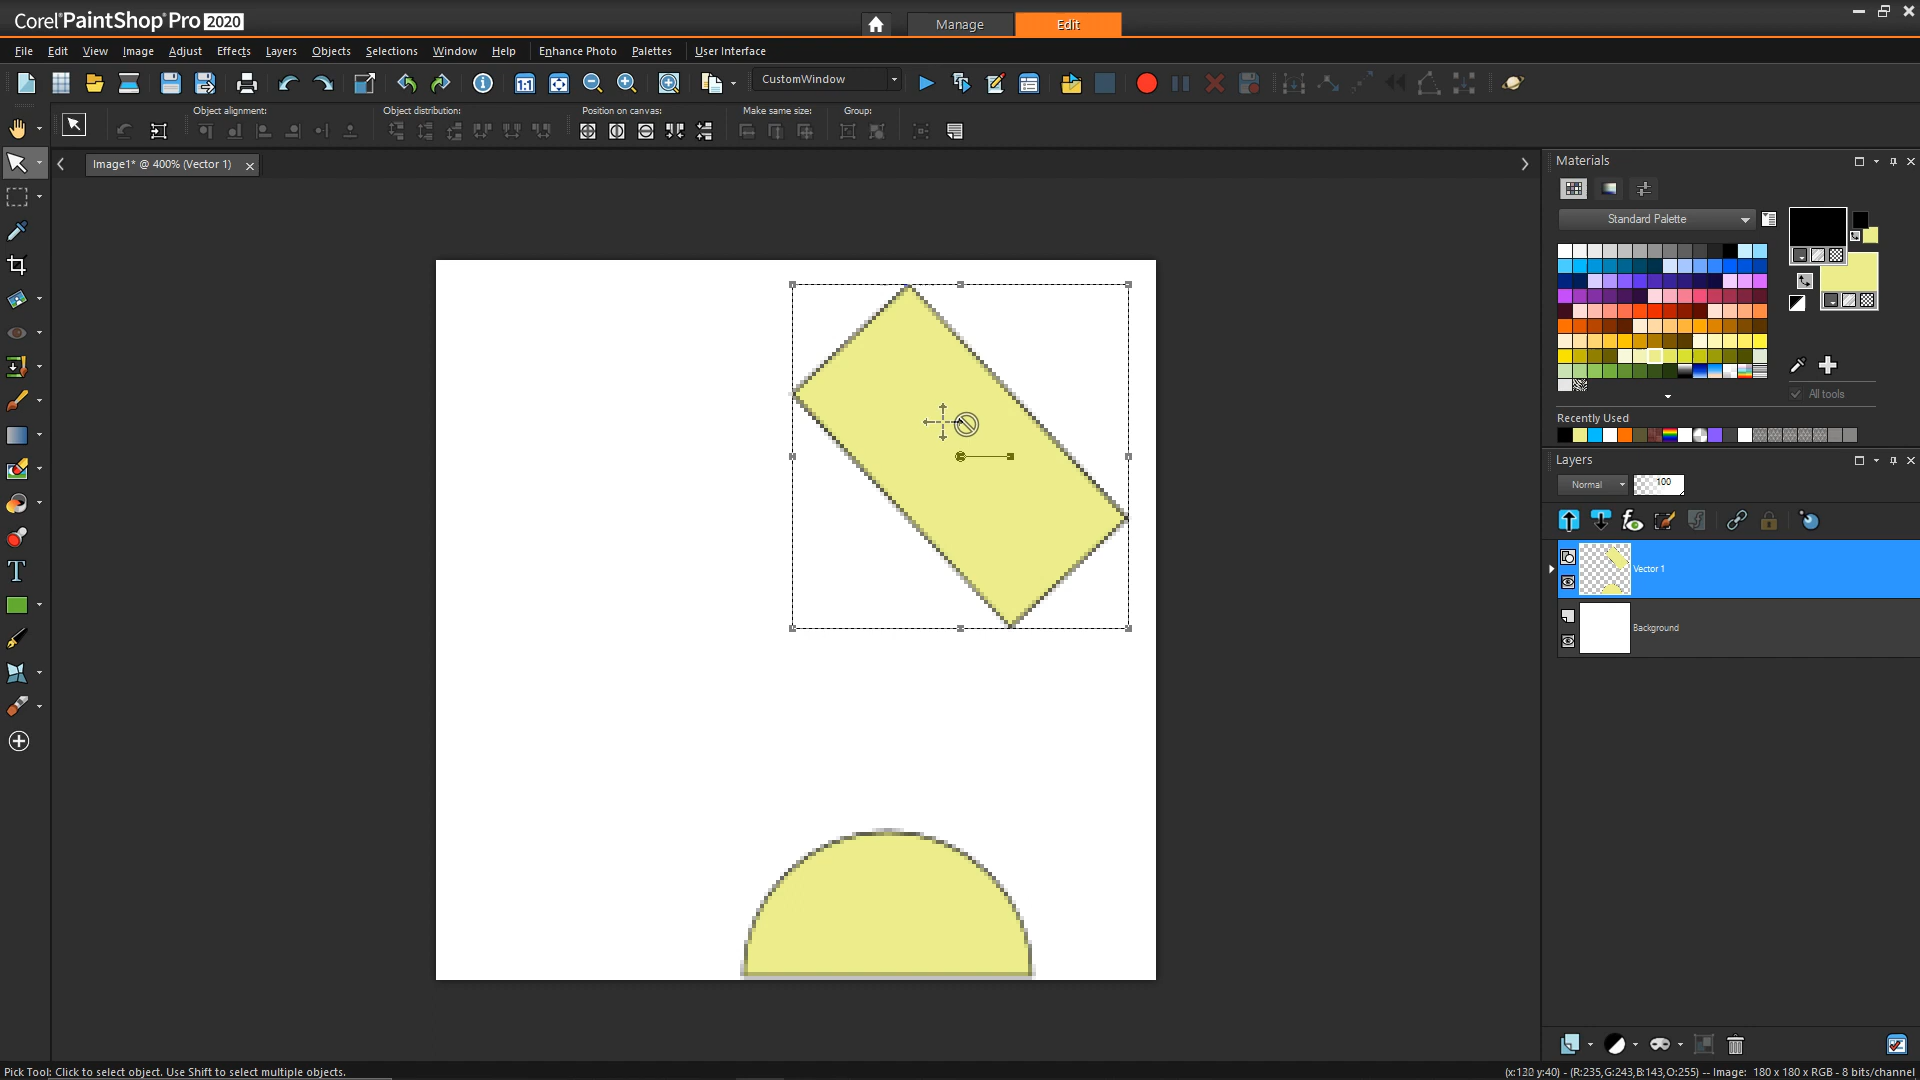 Corel PaintShop Pro 2020
Manage
Edit
File Edit View Image Adjust Effects Layers Objects Selections Window Help Enhance Photo Palettes User Interface
1:1
CustomWindow
Object alignment:
Object distribution:
Position on canvas:
Make same size:
Group:
Image1* @ 400% (Vector 1)
Materials
Standard Palette
All tools
Recently Used
Layers
Normal
100
Vector 1
Background
Pick Tool: Click to select object. Use Shift to select multiple objects.
(R:235,G:243,B:143,O:255) -- Image: 180 x 180 x RGB - 8 bits/channel